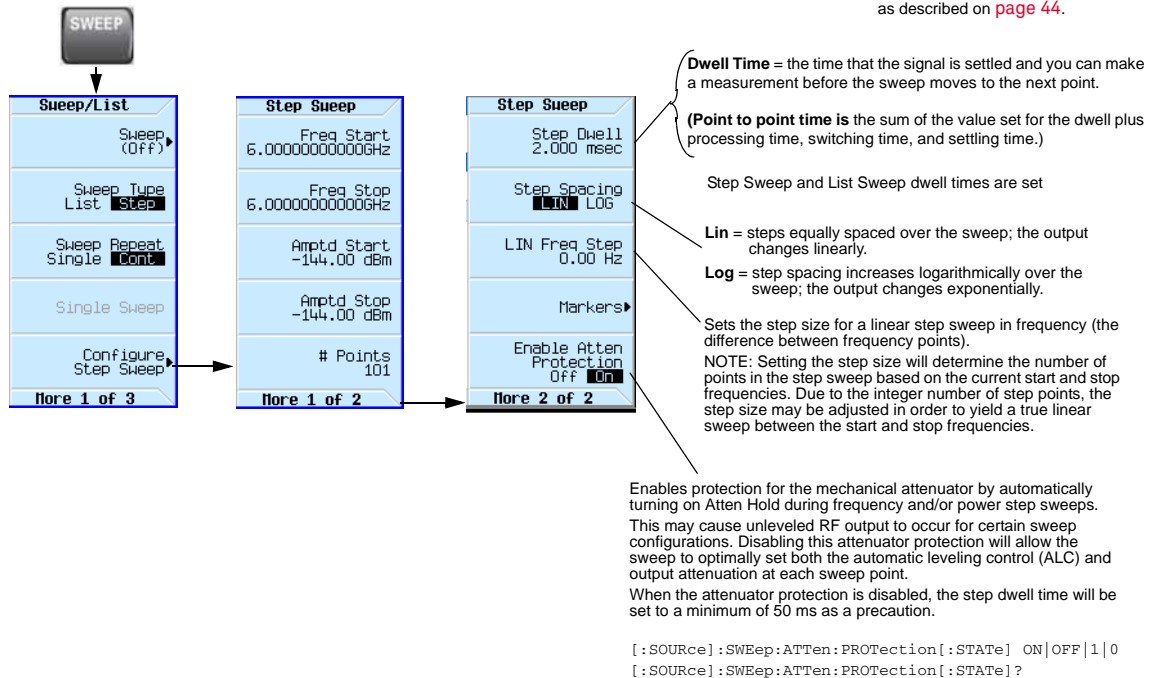 as described on page 44.
SWEEP
Sweep/List
Sweep
(Off)
Sweep Type
List Step
Sweep Repeat
Single Cont
Single Sweep
Configure
Step Sweep
More 1 of 3
Step Sweep
Freq Start
6.00000000000GHz
Freq Stop
6.00000000000GHz
Amptd Start
-144.00 dBm
Amptd Stop
-144.00 dBm
# Points
101
More 1 of 2
Step Sweep
Step Dwell
2.000 msec
Step Spacing
LIN LOG
LIN Freq Step
0.00 Hz
Markers
Enable Atten
Protection
Off On
More 2 of 2
Dwell Time = the time that the signal is settled and you can make
a measurement before the sweep moves to the next point.
(Point to point time is the sum of the value set for the dwell plus
processing time, switching time, and settling time.)
Step Sweep and List Sweep dwell times are set
Lin = steps equally spaced over the sweep; the output
changes linearly.
Log = step spacing increases logarithmically over the
sweep; the output changes exponentially.
Sets the step size for a linear step sweep in frequency (the
difference between frequency points).
NOTE: Setting the step size will determine the number of
points in the step sweep based on the current start and stop
frequencies. Due to the integer number of step points, the
step size may be adjusted in order to yield a true linear
sweep between the start and stop frequencies.
Enables protection for the mechanical attenuator by automatically
turning on Atten Hold during frequency and/or power step sweeps.
This may cause unleveled RF output to occur for certain sweep
configurations. Disabling this attenuator protection will allow the
sweep to optimally set both the automatic leveling control (ALC) and
output attenuation at each sweep point.
When the attenuator protection is disabled, the step dwell time will be
set to a minimum of 50 ms as a precaution.
[:SOURce]:SWEep:ATTen:PROTection[:STATe] ON|OFF|1|0
[:SOURce]:SWEep:ATTen:PROTection[:STATe]?